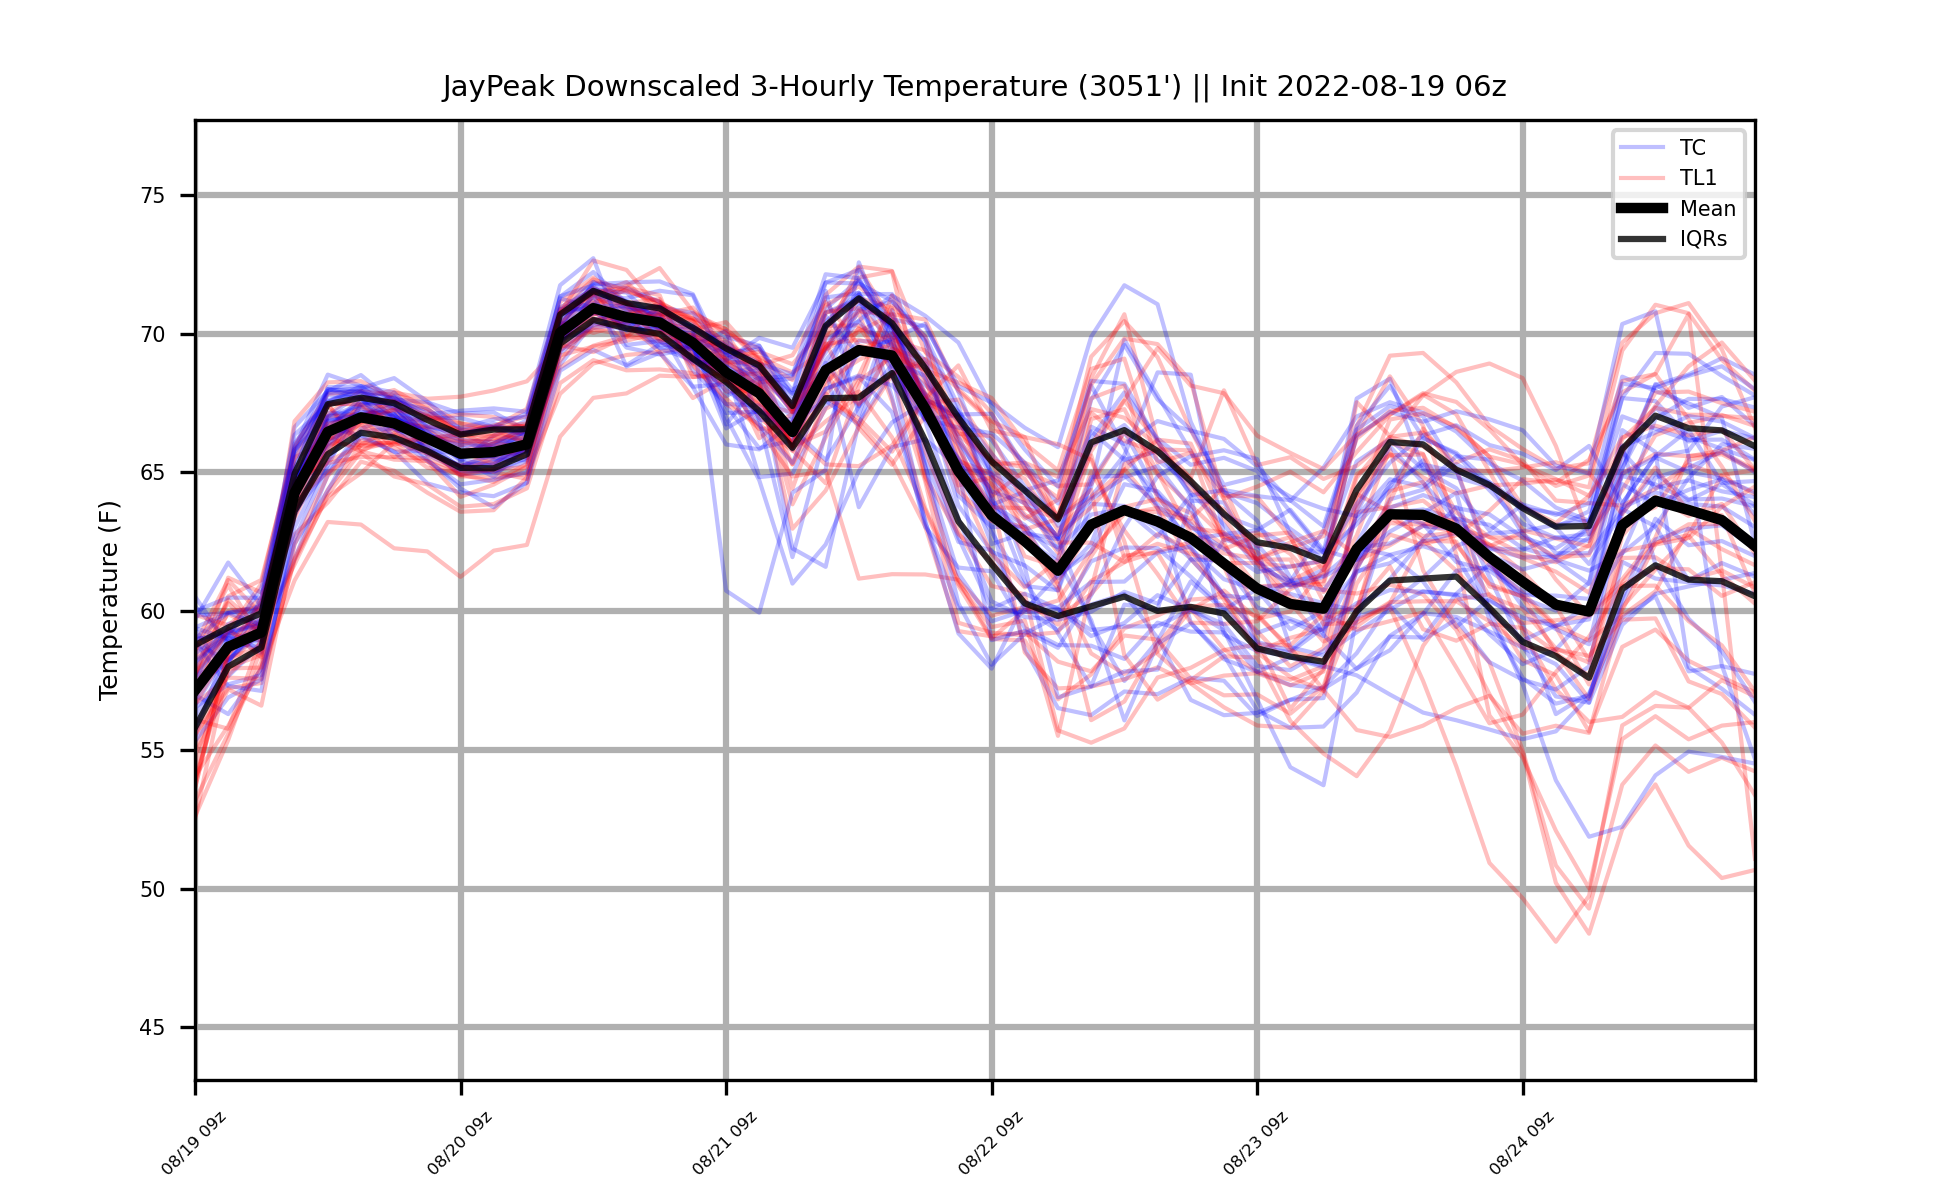 JayPeak Downscaled 3-Hourly Temperature (3051') || Init 2022-08-19 06z
TC
TL1
Mean
IQRs
Temperature (F)
75
70
65
60
55
50
45
08/19 09z
08/20 09z
08/21 09z
08/22 09z
08/23 09z
08/24 09z